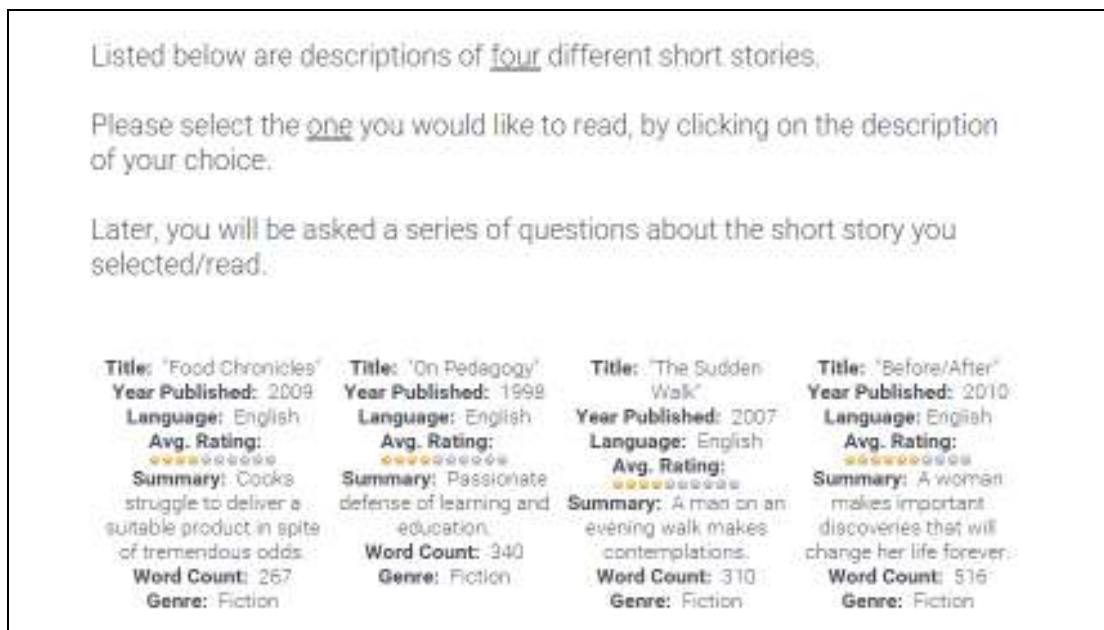 Listed below are descriptions of four different short stories.
Please select the one you would like to read, by clicking on the description
of your choice.
Later, you will be asked a series of questions about the short story you
selected/read.
Title: "Food Chronicles"
Year Published: 2009
Language: English
Avg. Rating:
Summary: Cooks
struggle to deliver a
suitable product in spite
of tremendous odds.
Word Count: 267
Genre: Fiction
Title: "On Pedagogy"
Year Published: 1998
Language: English
Avg. Rating:
Summary: Passionate
defense of learning and
education.
Word Count: 340
Genre: Fiction
Title: "The Sudden
Walk"
Year Published: 2007
Language: English
Avg. Rating:
Summary: A man on an
evening walk makes
contemplations.
Word Count: 310
Genre: Fiction
Title: "Before/After"
Year Published: 2010
Language: English
Avg. Rating:
Summary: A woman
makes important
discoveries that will
change her life forever.
Word Count: 516
Genre: Fiction